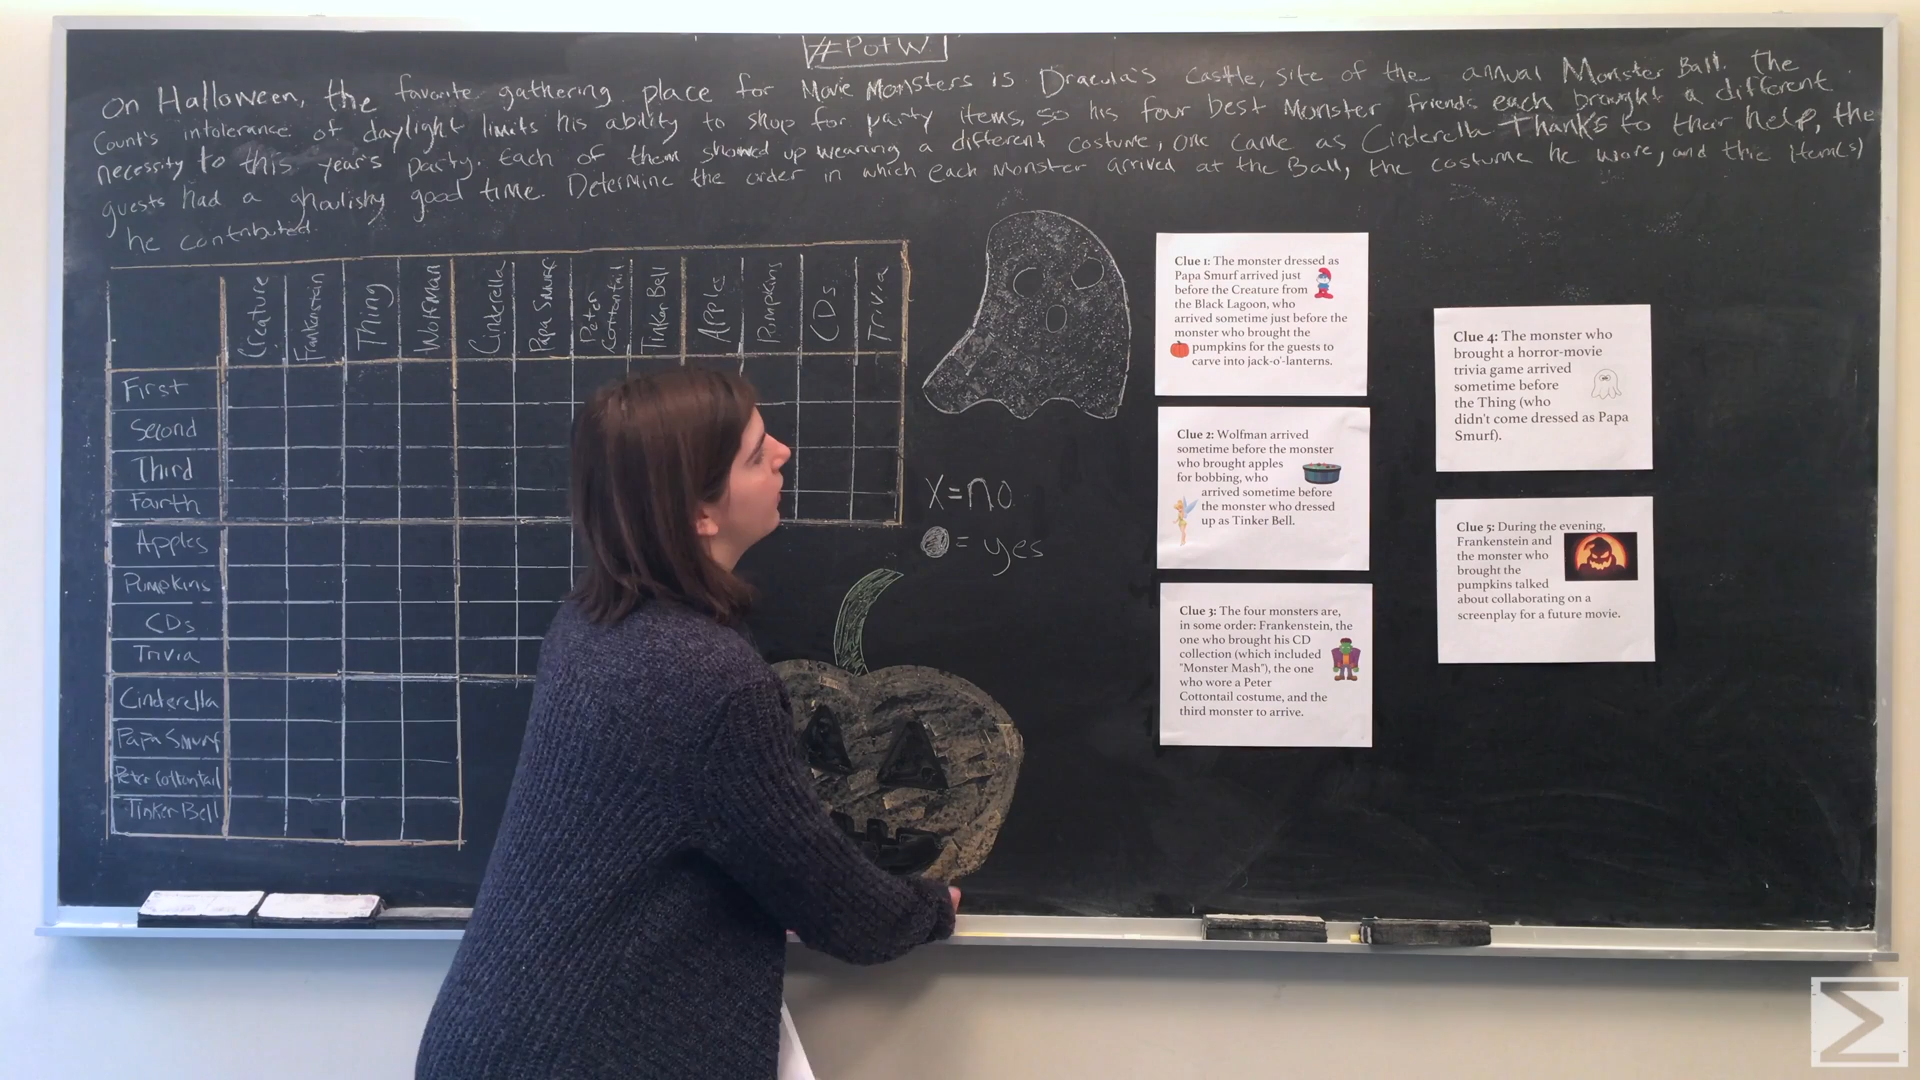 #POTW
On Halloween, the favorite gathering place for Movie Monsters is Dracula's Castle, site of the annual Monster Ball. The
Count's intolerance of daylight limits his ability to shop for party items, so his four best Monster friends each brought a different
necessity to this year's party. Each of them showed up wearing a different costume, one came as Cinderella. Thanks to their help, the
guests had a ghoulishy good time. Determine the order in which each Monster arrived at the Ball, the costume he wore, and the item(s)
he contributed.
Creature
Frankenstian
Thing
Wolfman
Cinderella
Papa Smurf
Peter
Cottontail
Tinker Bell
Apples
Pumpkins
CDs
Trivia
First
Second
Third
Fourth
Apples
Pumpkins
CDs
Trivia
Cinderella
Papa Smurf
Peter Cottontail
Tinker Bell
X=no
= yes
Clue 1: The monster dressed as
Papa Smurf arrived just
before the Creature from
the Black Lagoon, who
arrived sometime just before the
monster who brought the
pumpkins for the guests to
carve into jack-o'-lanterns.
Clue 2: Wolfman arrived
sometime before the monster
who brought apples
for bobbing, who
arrived sometime before
the monster who dressed
up as Tinker Bell.
Clue 3: The four monsters are,
in some order: Frankenstein, the
one who brought his CD
collection (which included
"Monster Mash"), the one
who wore a Peter
Cottontail costume, and the
third monster to arrive.
Clue 4: The monster who
brought a horror-movie
trivia game arrived
sometime before
the Thing (who
didn't come dressed as Papa
Smurf).
Clue 5: During the evening,
Frankenstein and
the monster who
brought the
pumpkins talked
about collaborating on a
screenplay for a future movie.
Σ